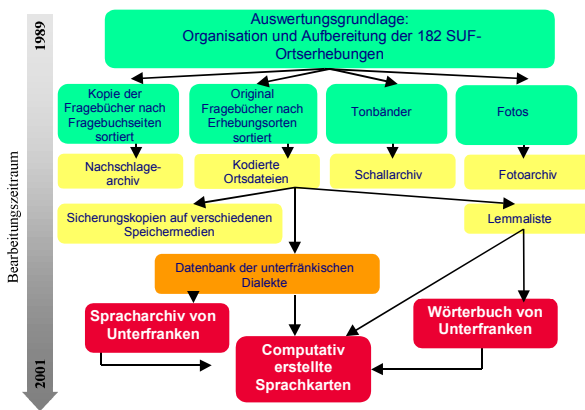 1989
Bearbeitungszeitraum
2001
Auswertungsgrundlage:
Organisation und Aufbereitung der 182 SUF-
Ortserhebungen
Kopie der
Fragebücher nach
Fragebuchseiten
sortiert
Original
Fragebücher nach
Erhebungsorten
sortiert
Tonbänder
Fotos
Nachschlage-
archiv
Kodierte
Ortsdateien
Schallarchiv
Fotoarchiv
Sicherungskopien auf verschiedenen
Speichermedien
Lemmaliste
Datenbank der unterfränkischen
Dialekte
Spracharchiv von
Unterfranken
Wörterbuch von
Unterfranken
Computativ
erstellte
Sprachkarten